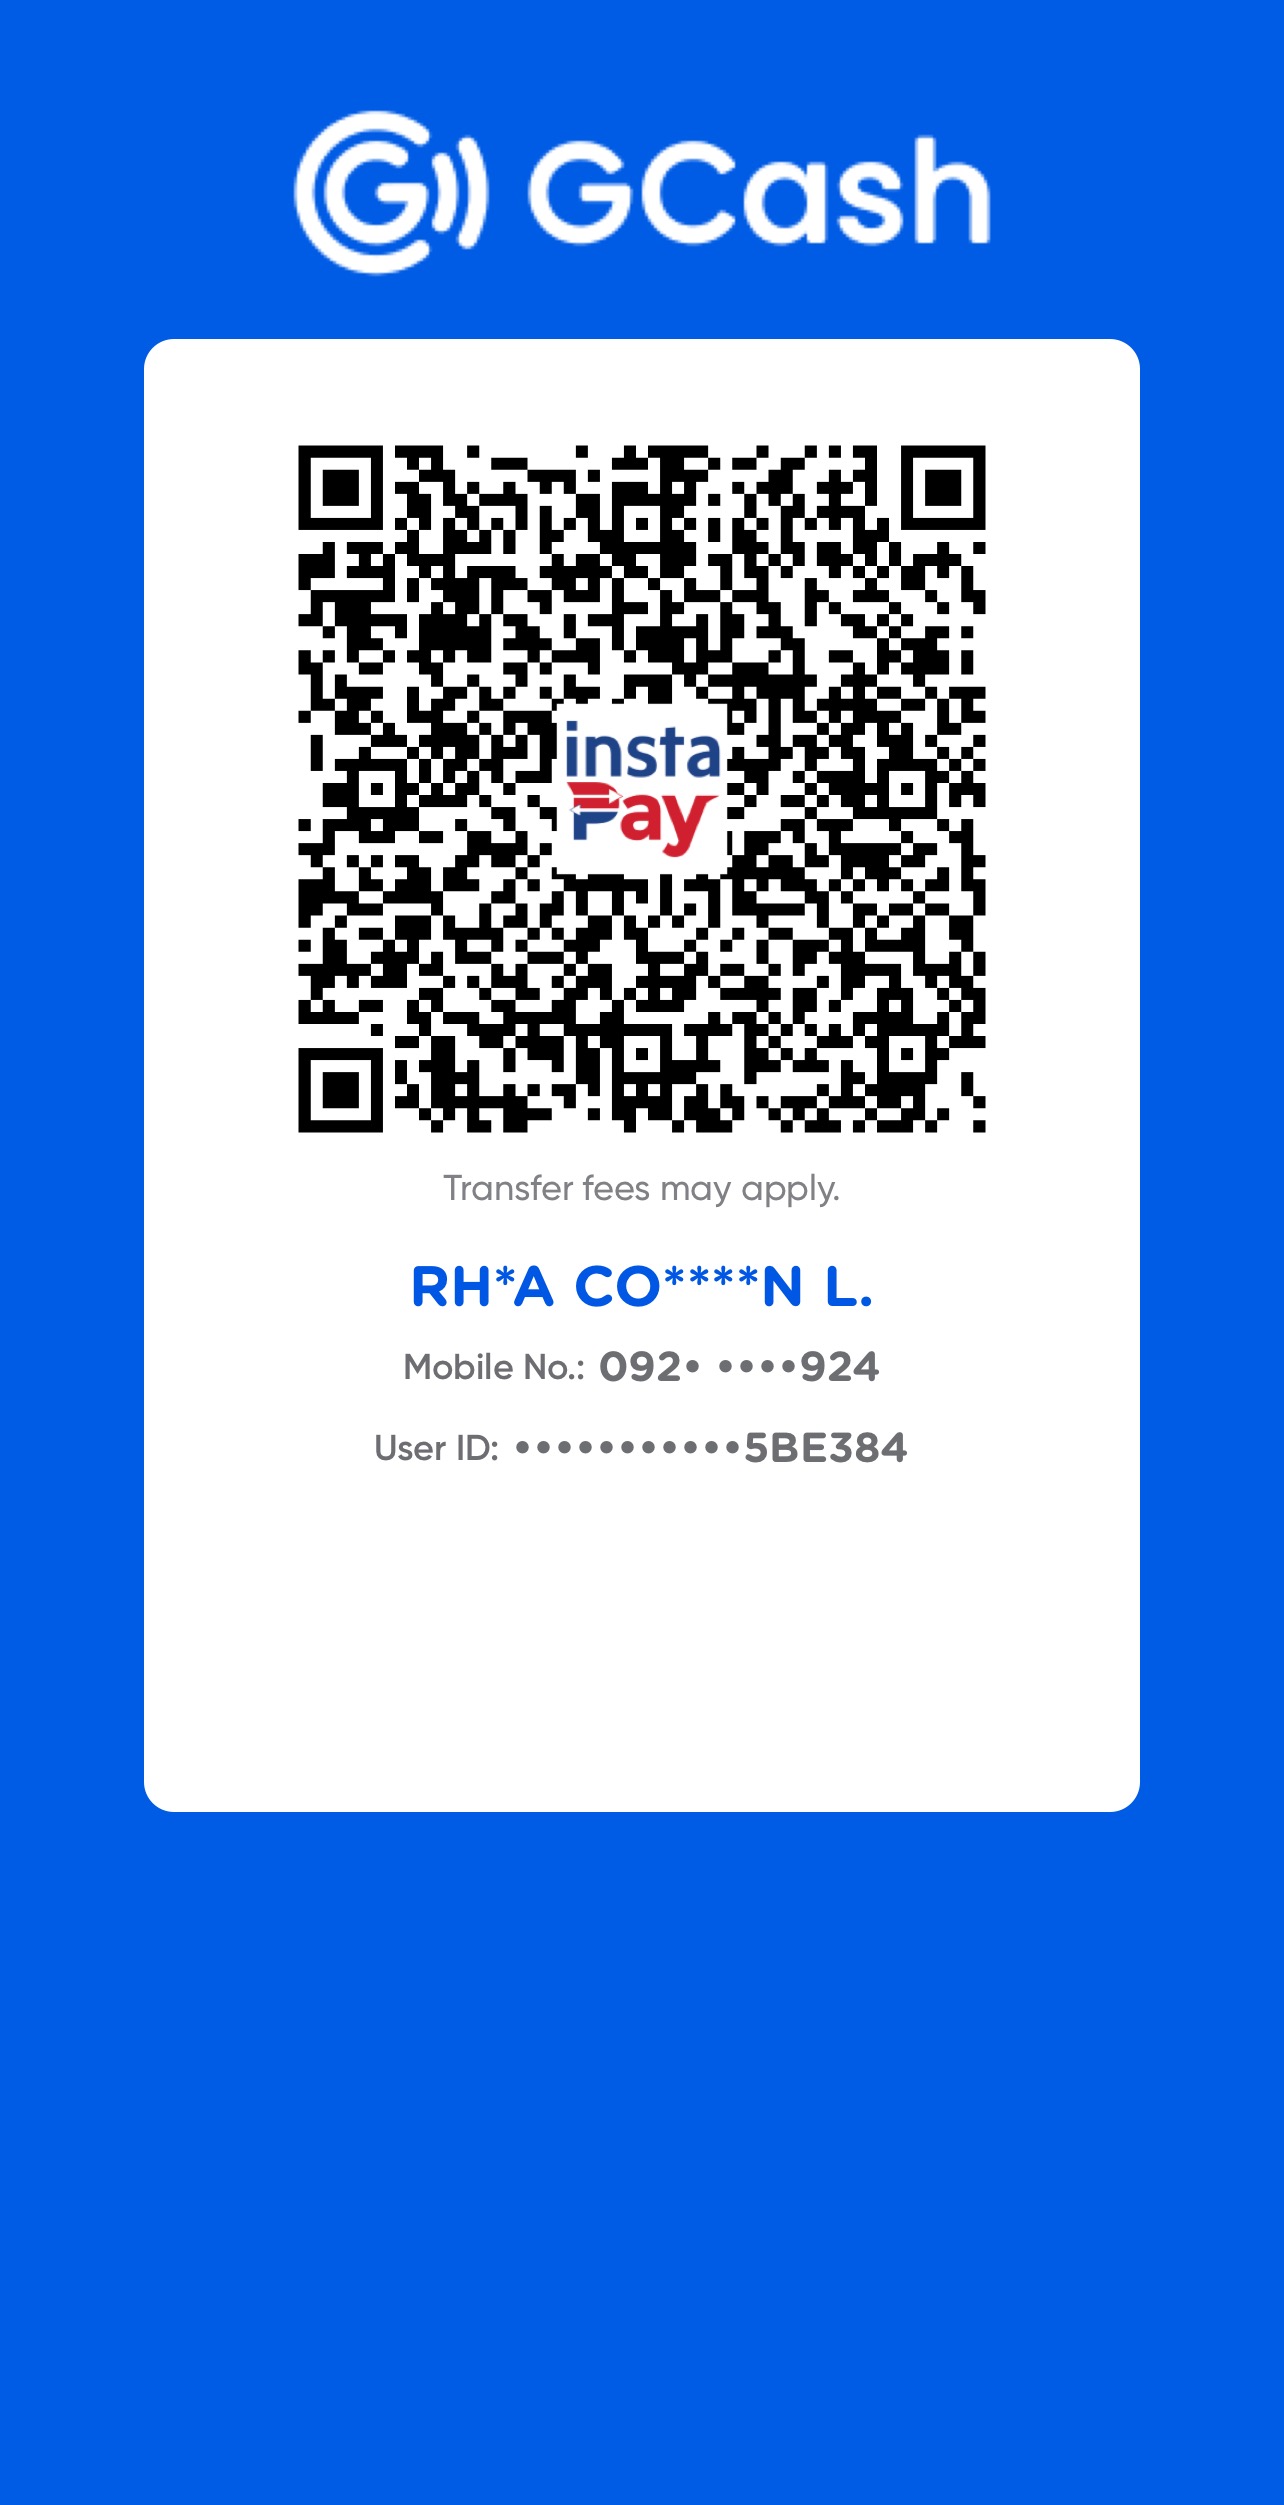 GCash
insta
Pay
Transfer fees may apply.
RH*A CO****N L.
Mobile No.: 092• ••••924
User ID: •••••••••••5BE384